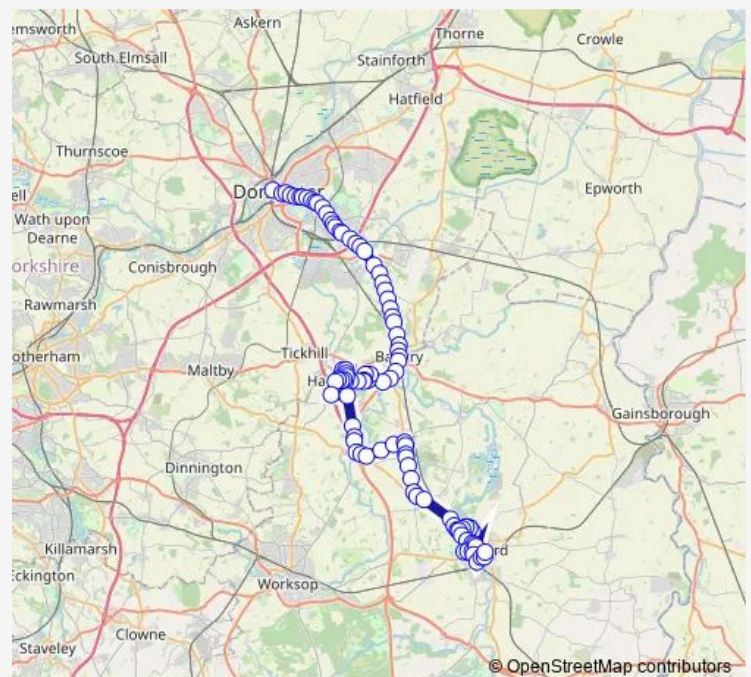 Askern
Thorne
Crowle
emsworth
South Elmsall
Stainforth
Hatfield
Thurnscoe
Epworth
Wath upon
Dearne
Conisbrough
orkshire
Rawmarsh
Tickhill
otherham
Maltby
Gainsborough
Dinnington
Killamarsh
Eckington
Worksop
Clowne
Staveley
© OpenStreetMap contributors